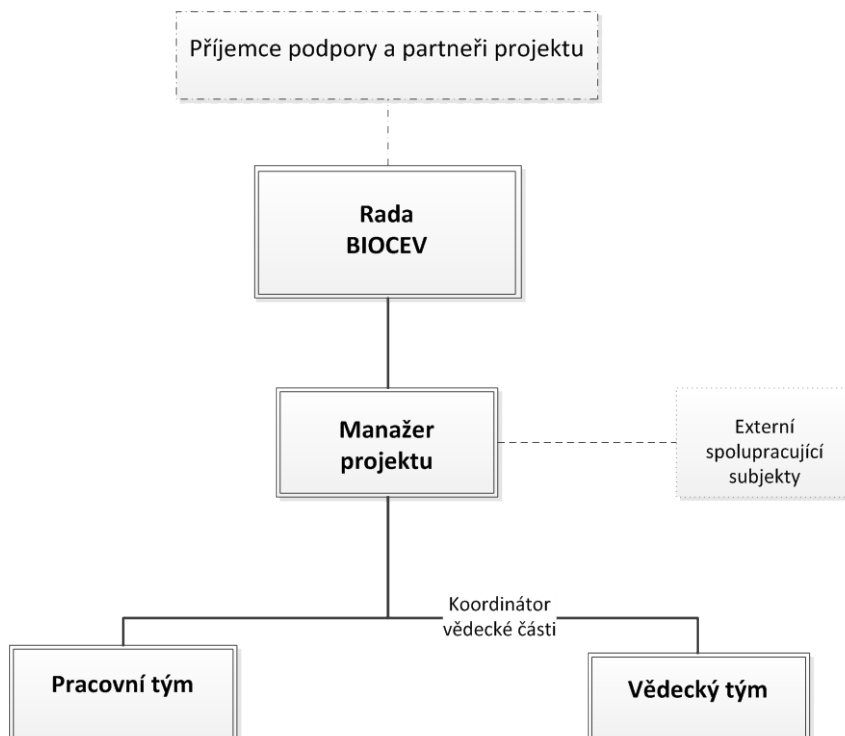 Příjemce podpory a partneři projektu
Rada
BIOCEV
Manažer
projektu
Externí
spolupracující
subjekty
Koordinátor
vědecké části
Pracovní tým
Vědecký tým